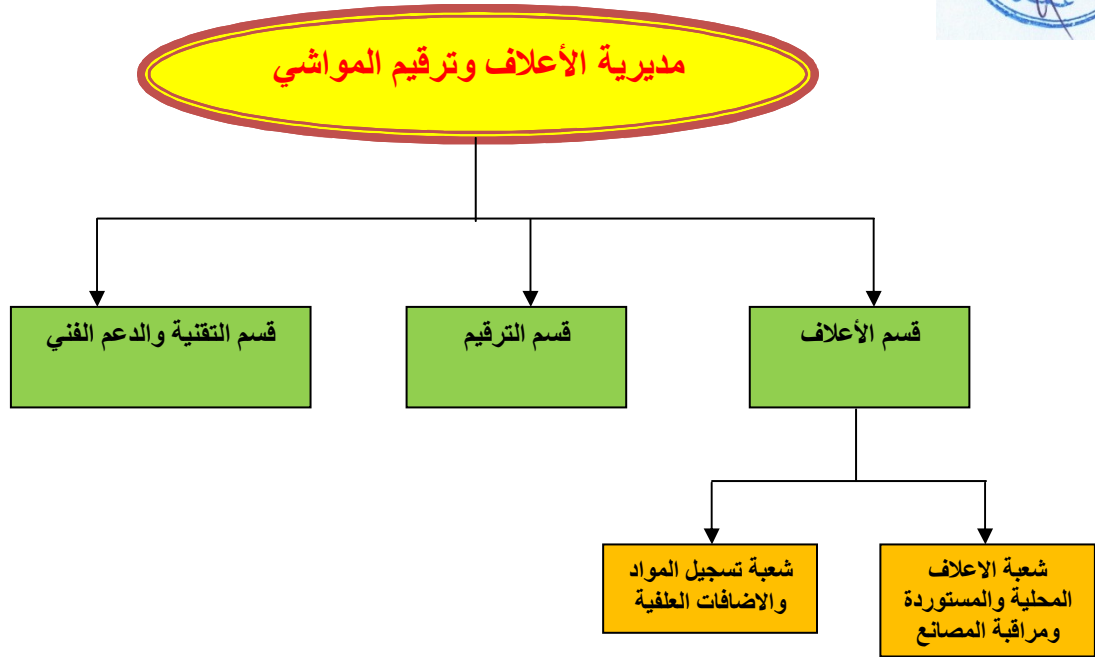 مديرية الأعلاف وترقيم المواشي
قسم الأعلاف
قسم الترقيم
قسم التقنية والدعم الفني
شعبة الاعلاف
المحلية والمستوردة
ومراقبة المصانع
شعبة تسجيل المواد
والاضافات العلفية